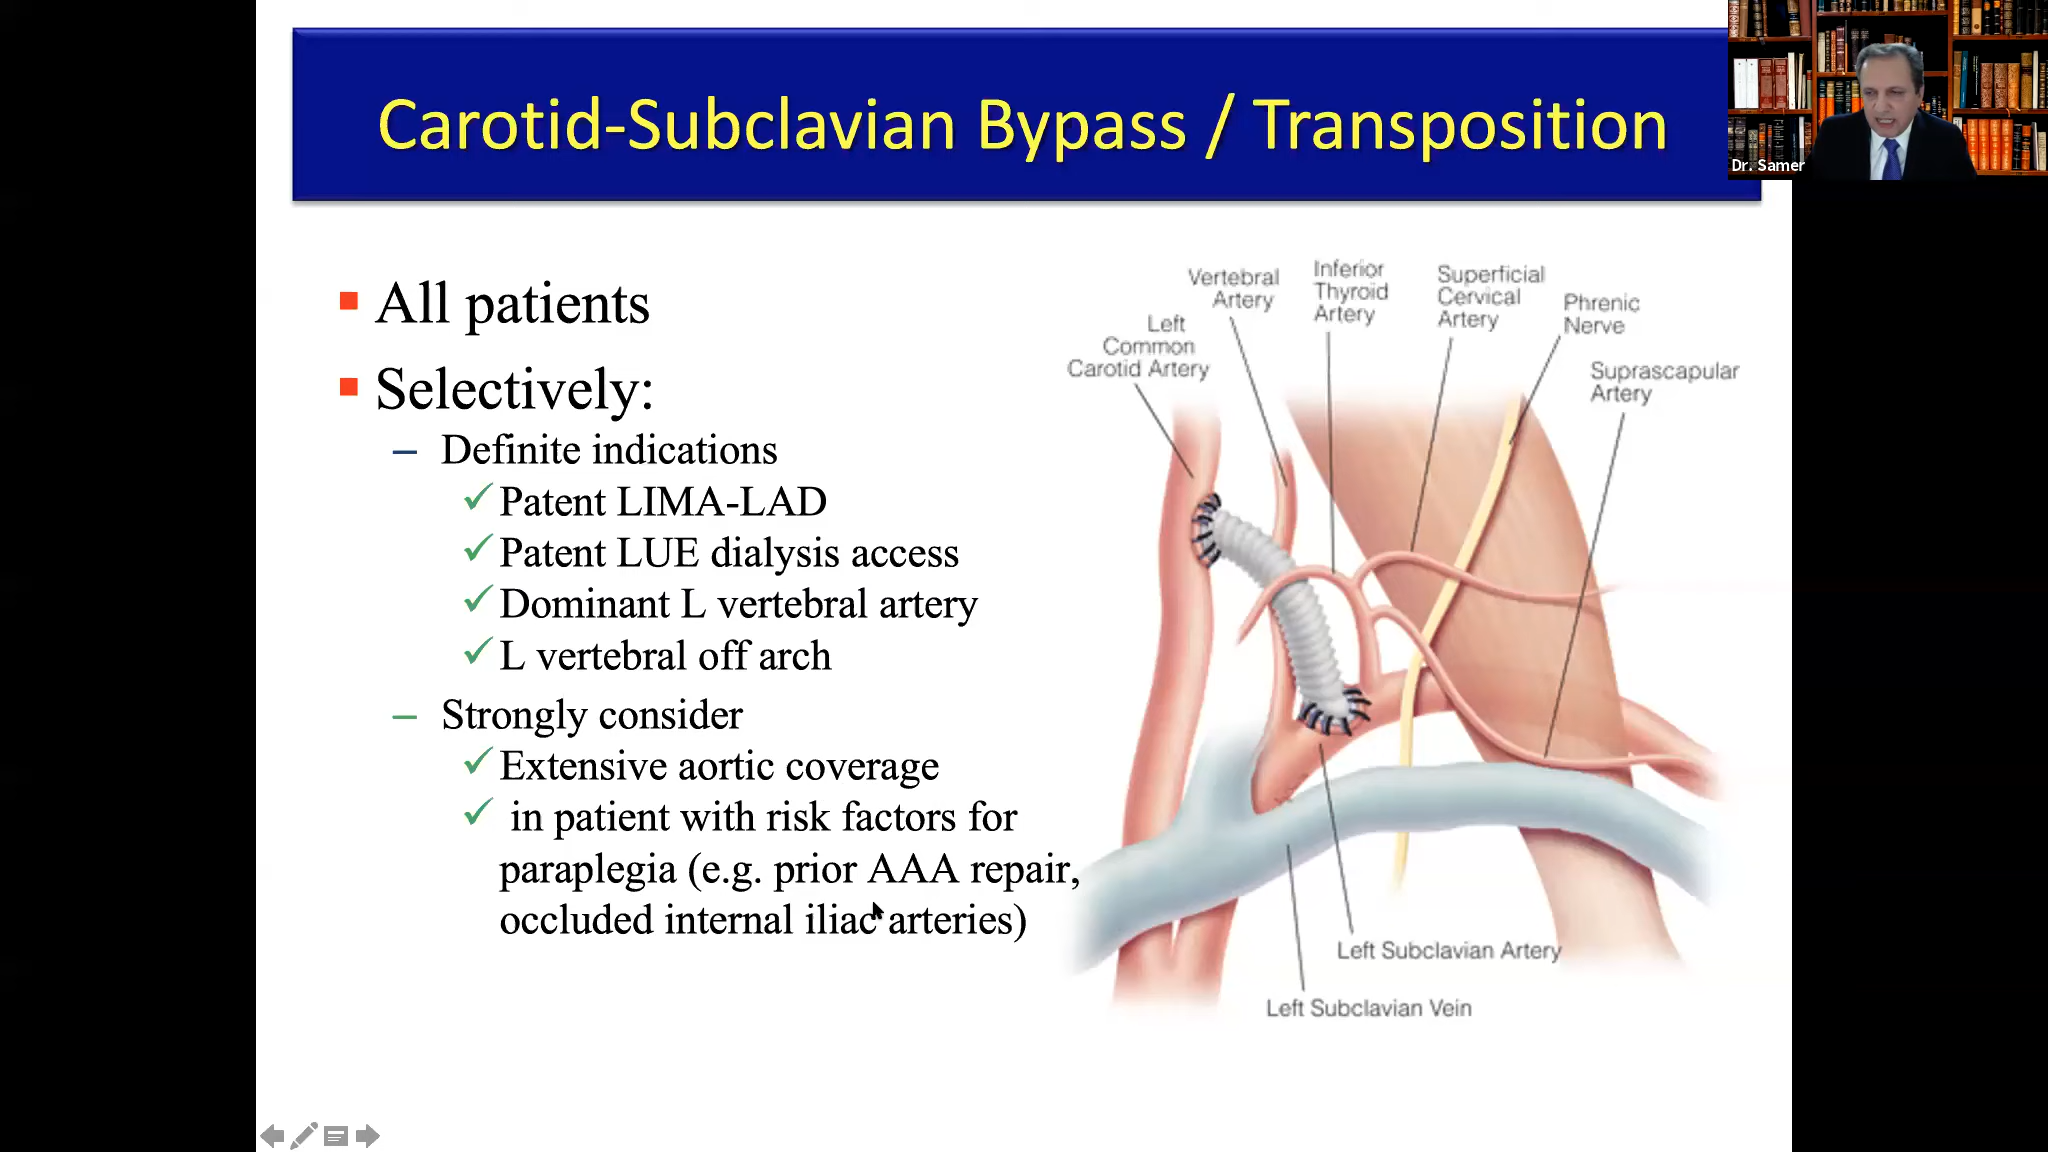 Carotid-Subclavian Bypass / Transposition
Dr. Samer
All patients
Selectively:
– Definite indications
✓ Patent LIMA-LAD
✓ Patent LUE dialysis access
✓ Dominant L vertebral artery
✓ L vertebral off arch
– Strongly consider
✓ Extensive aortic coverage
✓ in patient with risk factors for
paraplegia (e.g. prior AAA repair,
occluded internal iliac arteries)
Left
Common
Carotid Artery
Vertebral
Artery
Inferior
Thyroid
Artery
Superficial
Cervical
Artery
Phrenic
Nerve
Suprascapular
Artery
Left Subclavian Artery
Left Subclavian Vein